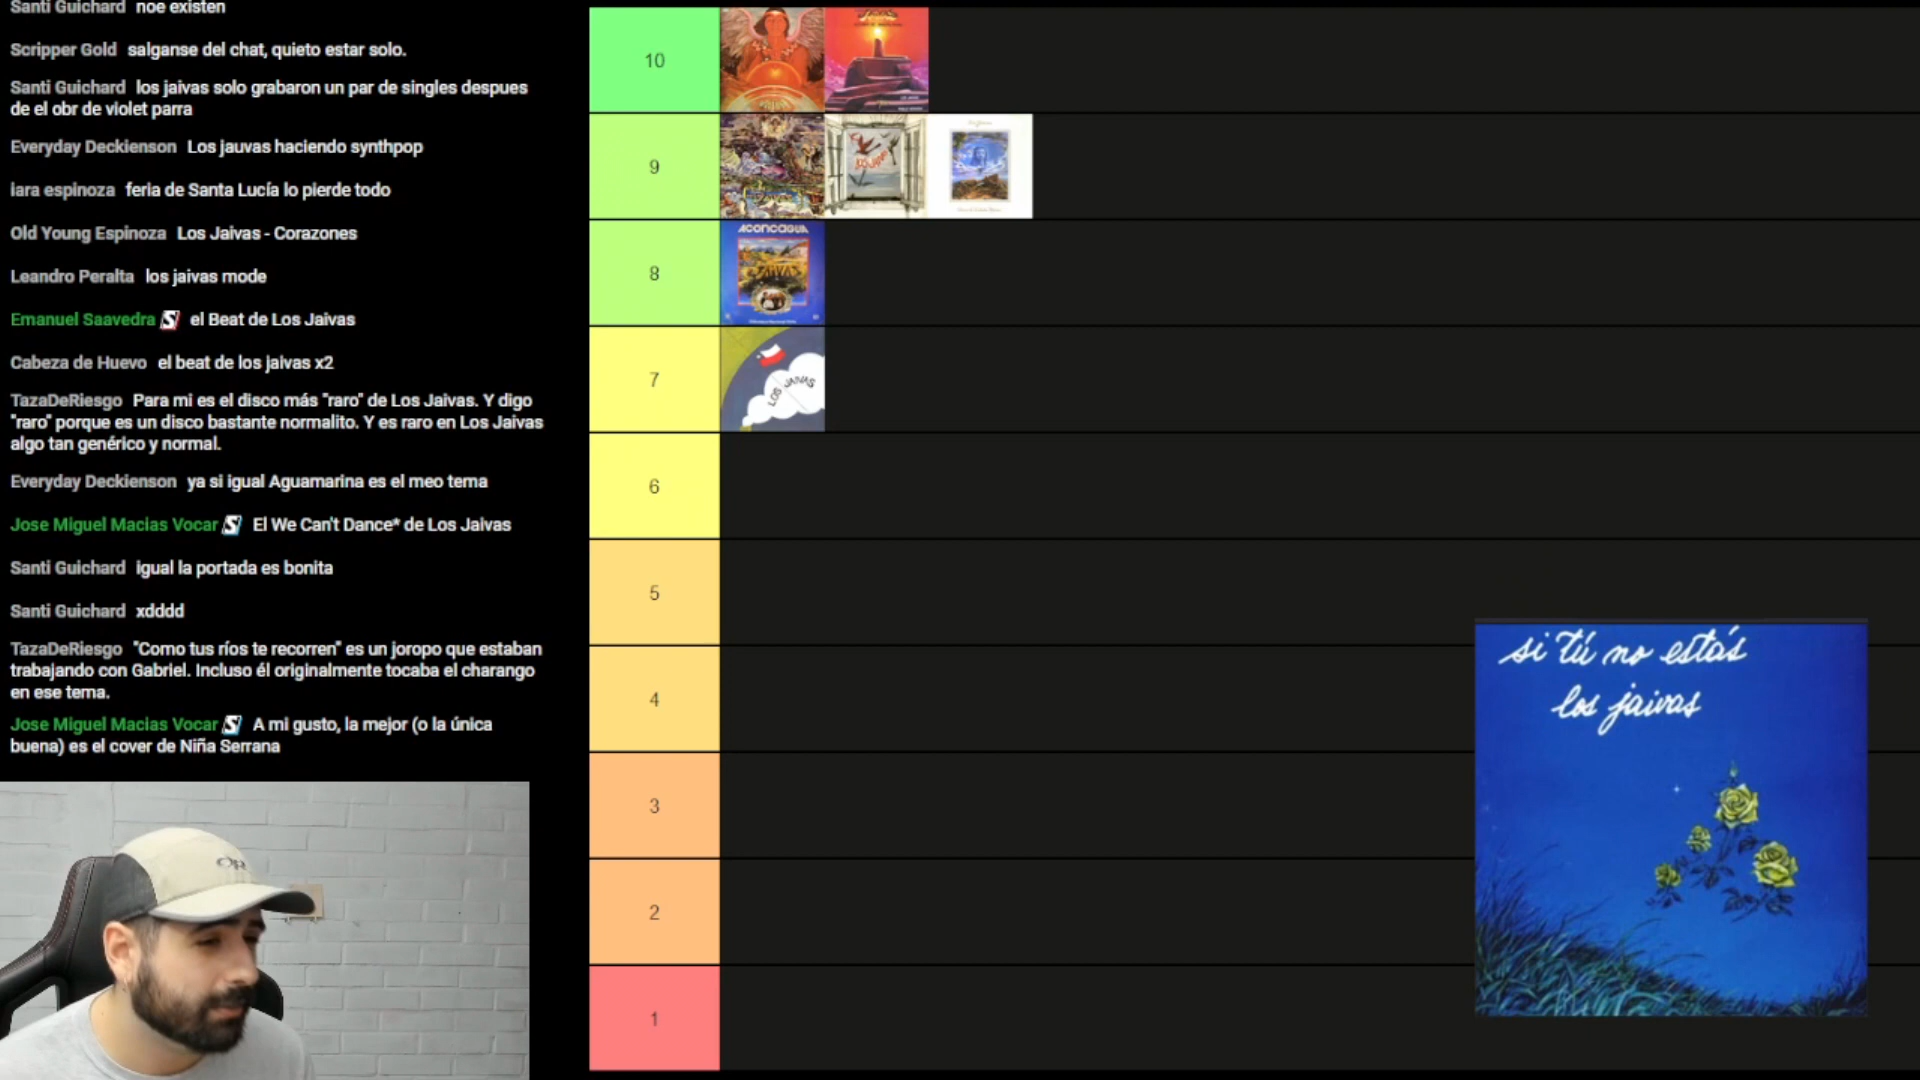 Santi Guichard noe existen
Scripper Gold salganse del chat, quieto estar solo.
Santi Guichard los jaivas solo grabaron un par de singles despues
de el obr de violet parra
Everyday Deckienson Los jauvas haciendo synthpop
iara espinoza feria de Santa Lucía lo pierde todo
Old Young Espinoza Los Jaivas - Corazones
Leandro Peralta los jaivas mode
Emanuel Saavedra S el Beat de Los Jaivas
Cabeza de Huevo el beat de los jaivas x2
TazaDeRiesgo Para mi es el disco más "raro" de Los Jaivas. Y digo
"raro" porque es un disco bastante normalito. Y es raro en Los Jaivas
algo tan genérico y normal.
Everyday Deckienson ya si igual Aguamarina es el meo tema
Jose Miguel Macias Vocar S El We Can't Dance* de Los Jaivas
Santi Guichard igual la portada es bonita
Santi Guichard xdddd
TazaDeRiesgo "Como tus ríos te recorren" es un joropo que estaban
trabajando con Gabriel. Incluso él originalmente tocaba el charango
en ese tema.
Jose Miguel Macias Vocar S A mi gusto, la mejor (o la única
buena) es el cover de Niña Serrana
OR
10
9
8
ACONCAGUA
JAIVAS
7
LOS JAIVAS
6
5
4
3
2
1
si tú no estás
los jaivas